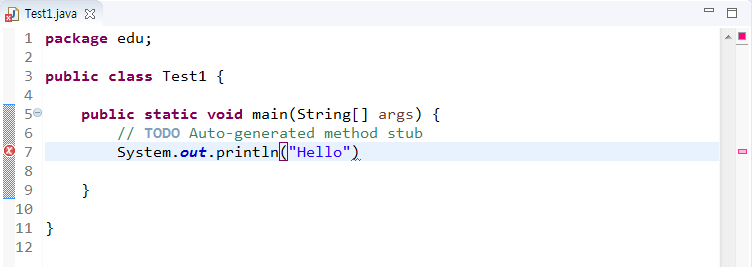 Test1.java
1 package edu;
2
3 public class Test1 {
4
5     public static void main(String[] args) {
6         // TODO Auto-generated method stub
7         System.out.println("Hello")
8
9     }
10
11 }
12